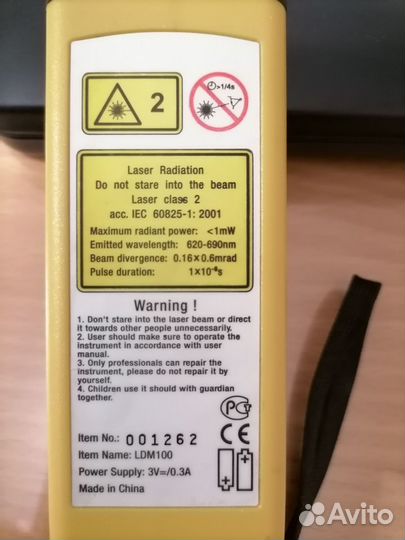 2
>1/4s
Laser Radiation
Do not stare into the beam
Laser class 2
acc. IEC 60825-1: 2001
Maximum radiant power: <1mW
Emitted wavelength: 620-690nm
Beam divergence: 0.16×0.6mrad
Pulse duration: 1×10⁻⁹s
Warning !
1. Don't stare into the laser beam or direct
it towards other people unnecessarily.
2. User should make sure to operate the
instrument in accordance with user
manual.
3. Only professionals can repair the
instrument, please do not repair it by
yourself.
4. Children use it with guardian
together.
Item No.: 001262
Item Name: LDM100
Power Supply: 3V=/0.3A
Made in China
PC
CE
+
-
-
+
Avito